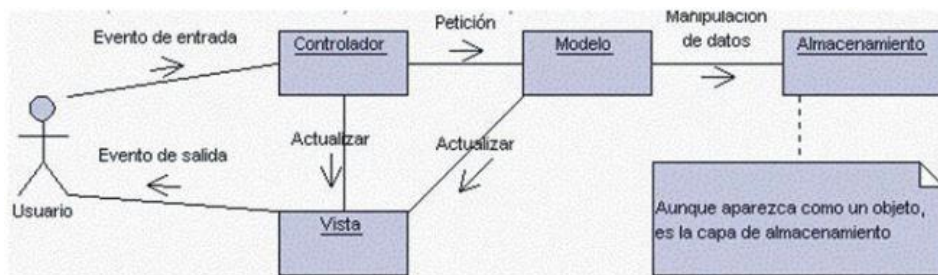 Evento de entrada
Controlador
Petición
Modelo
Manipulación
de datos
Almacenamiento
Actualizar
Actualizar
Evento de salida
Usuario
Vista
Aunque aparezca como un objeto,
es la capa de almacenamiento